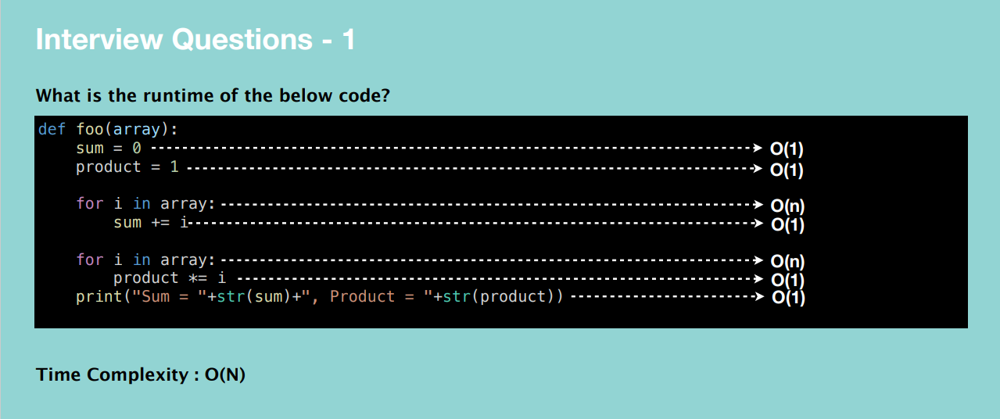 Interview Questions - 1
What is the runtime of the below code?
def foo(array):
sum = 0 O(1)
product = 1 O(1)
for i in array: O(n)
sum += i O(1)
for i in array: O(n)
product *= i O(1)
print("Sum = "+str(sum)+", Product = "+str(product)) O(1)
Time Complexity : O(N)